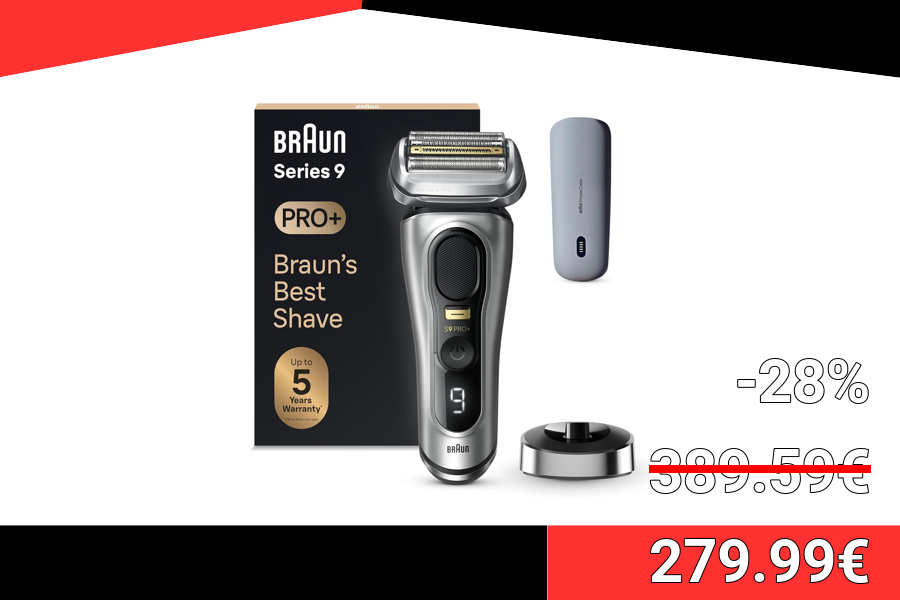 BRAUN
BRAUN
Series 9
PRO+
Braun's
Best
Shave
Up to
5
Years
Warranty*
S9 PRO+
9
BRAUN
-28%
389.59€
279.99€